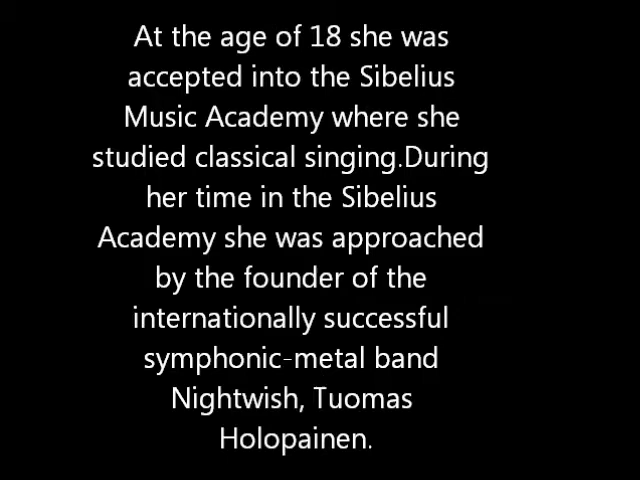 At the age of 18 she was
accepted into the Sibelius
Music Academy where she
studied classical singing.During
her time in the Sibelius
Academy she was approached
by the founder of the
internationally successful
symphonic-metal band
Nightwish, Tuomas
Holopainen.